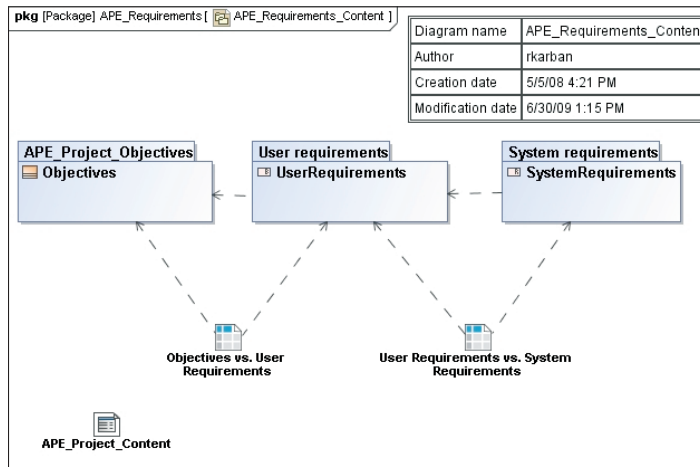 pkg [Package] APE_Requirements [ APE_Requirements_Content ]
Diagram name APE_Requirements_Conten
Author rkarban
Creation date 5/5/08 4:21 PM
Modification date 6/30/09 1:15 PM
APE_Project_Objectives
Objectives
User requirements
UserRequirements
System requirements
SystemRequirements
Objectives vs. User
Requirements
User Requirements vs. System
Requirements
APE_Project_Content